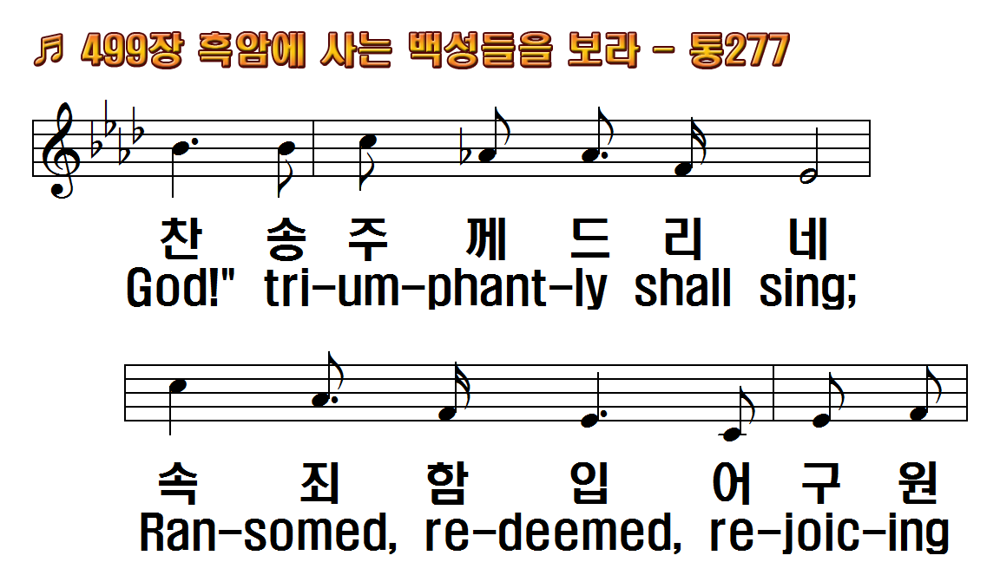 ♬ 499장 흑암에 사는 백성들을 보라 - 통277
찬 송 주 께 드 리 네
God!" tri-um-phant-ly shall sing;
속 죄 함 입 어 구 원
Ran-somed, re-deemed, re-joic-ing